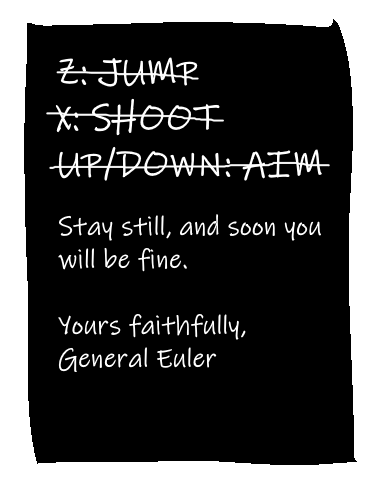 Z: JUMP
X: SHOOT
UP/DOWN: AIM
Stay still, and soon you
will be fine.
Yours faithfully,
General Euler